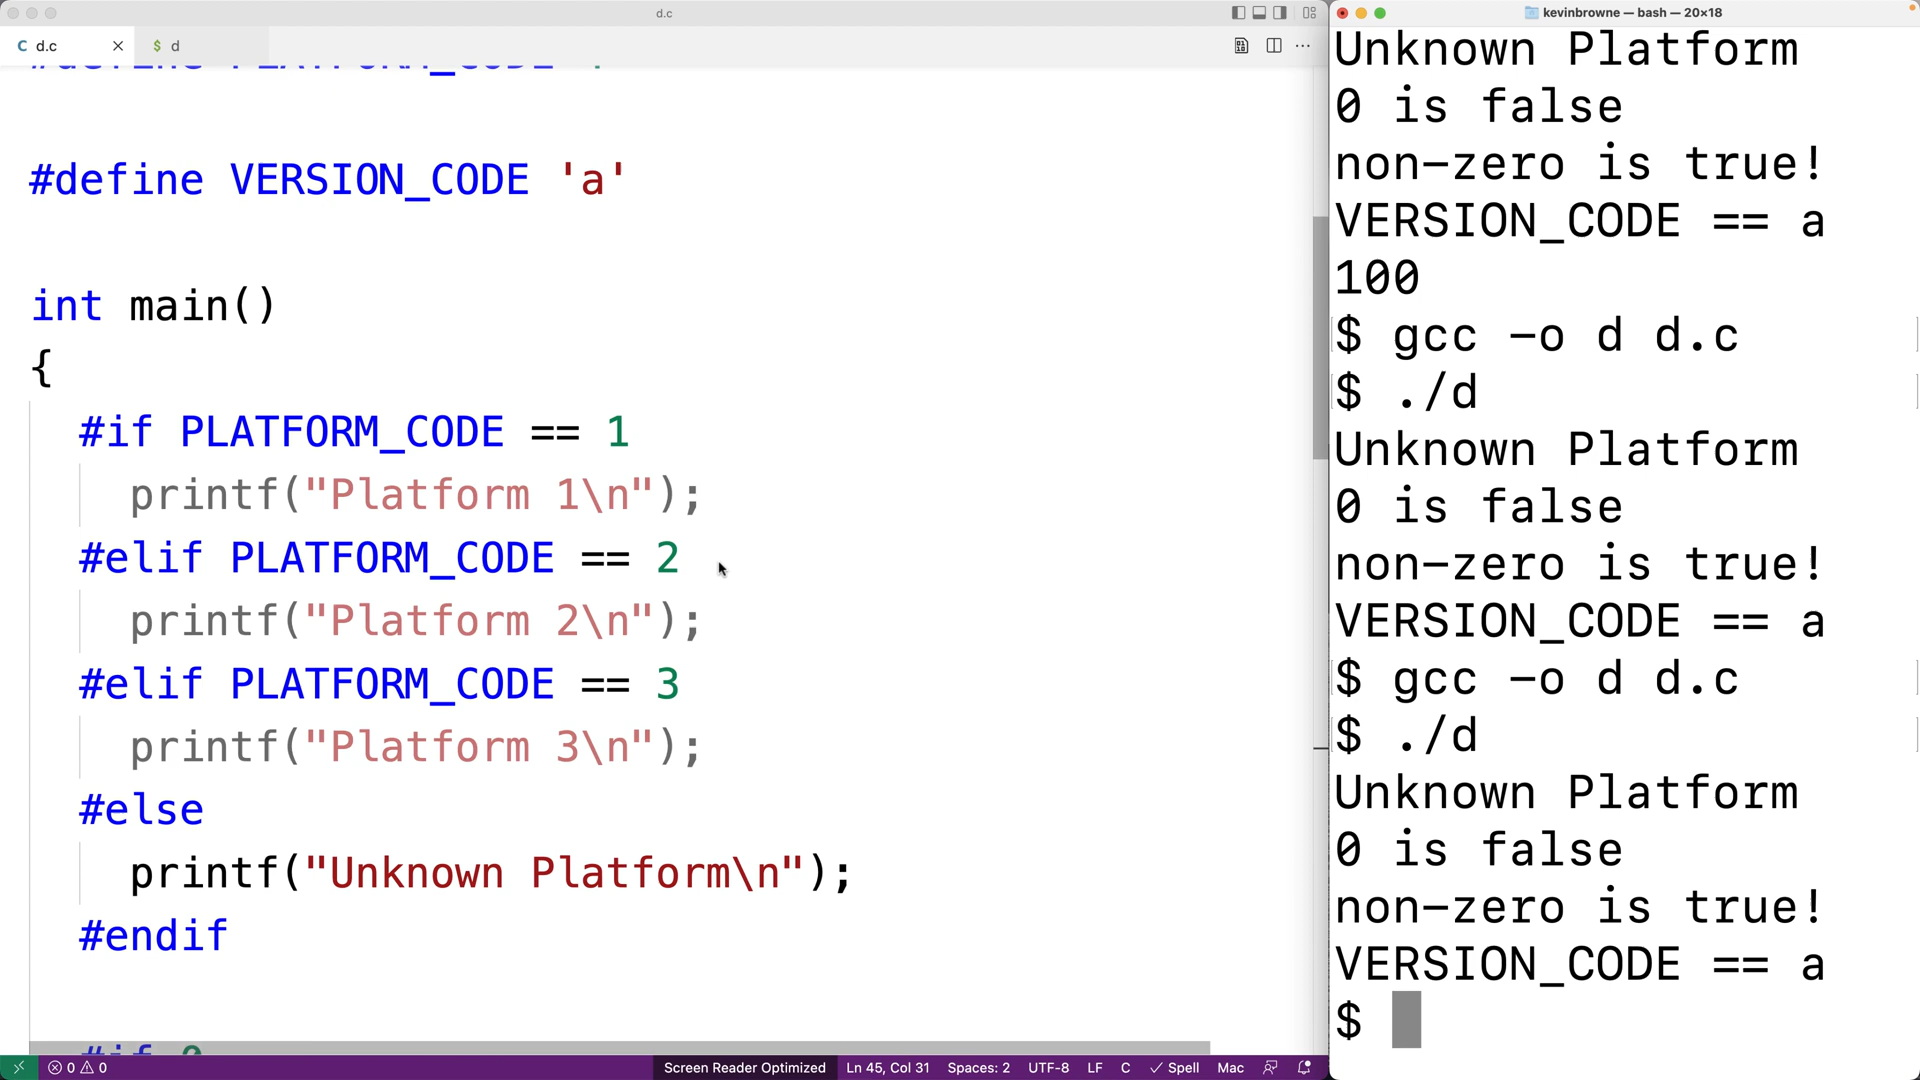 d.c
C d.c
$ d
#define PLATFORM_CODE
#define VERSION_CODE 'a'
int main()
{
#if PLATFORM_CODE == 1
printf("Platform 1\n");
#elif PLATFORM_CODE == 2
printf("Platform 2\n");
#elif PLATFORM_CODE == 3
printf("Platform 3\n");
#else
printf("Unknown Platform\n");
#endif
#if 0
0 0
Screen Reader Optimized
Ln 45, Col 31
Spaces: 2
UTF-8
LF
C
Spell
Mac
kevinbrowne — bash — 20×18
Unknown Platform
0 is false
non-zero is true!
VERSION_CODE == a
100
$ gcc -o d d.c
$ ./d
Unknown Platform
0 is false
non-zero is true!
VERSION_CODE == a
$ gcc -o d d.c
$ ./d
Unknown Platform
0 is false
non-zero is true!
VERSION_CODE == a
$